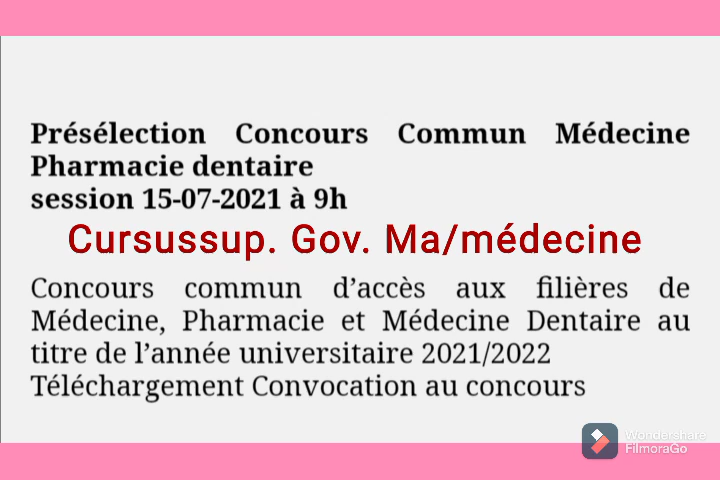 Présélection Concours Commun Médecine
Pharmacie dentaire
session 15-07-2021 à 9h
Cursussup. Gov. Ma/médecine
Concours commun d’accès aux filières de
Médecine, Pharmacie et Médecine Dentaire au
titre de l’année universitaire 2021/2022
Téléchargement Convocation au concours
Wondershare
FilmoraGo